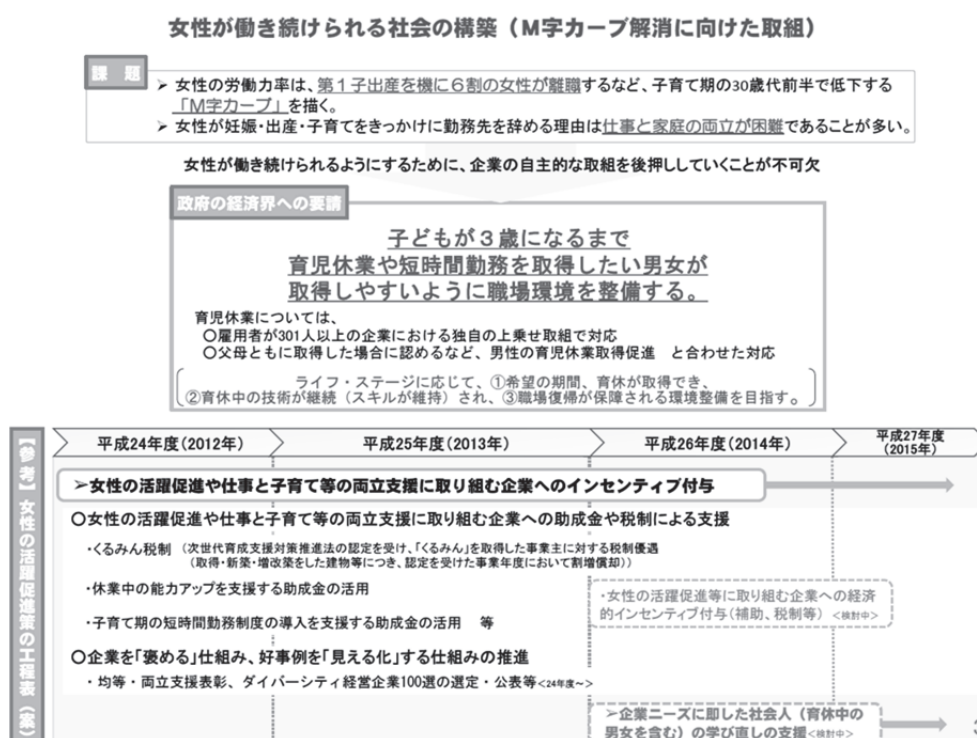 女性が働き続けられる社会の構築（M字カーブ解消に向けた取組）
課　題
➢ 女性の労働力率は、第１子出産を機に６割の女性が離職するなど、子育て期の30歳代前半で低下する
「M字カーブ」を描く。
➢ 女性が妊娠・出産・子育てをきっかけに勤務先を辞める理由は仕事と家庭の両立が困難であることが多い。
女性が働き続けられるようにするために、企業の自主的な取組を後押ししていくことが不可欠
政府の経済界への要請
子どもが３歳になるまで
育児休業や短時間勤務を取得したい男女が
取得しやすいように職場環境を整備する。
育児休業については、
○雇用者が301人以上の企業における独自の上乗せ取組で対応
○父母ともに取得した場合に認めるなど、男性の育児休業取得促進　と合わせた対応
ライフ・ステージに応じて、①希望の期間、育休が取得でき、
②育休中の技術が継続（スキルが維持）され、③職場復帰が保障される環境整備を目指す。
【参考】女性の活躍促進策の工程表（案）
平成24年度（2012年）
平成25年度（2013年）
平成26年度（2014年）
平成27年度
（2015年）
➢女性の活躍促進や仕事と子育て等の両立支援に取り組む企業へのインセンティブ付与
○女性の活躍促進や仕事と子育て等の両立支援に取り組む企業への助成金や税制による支援
・くるみん税制（次世代育成支援対策推進法の認定を受け、「くるみん」を取得した事業主に対する税制優遇
（取得・新築・増改築をした建物等につき、認定を受けた事業年度において割増償却））
・休業中の能力アップを支援する助成金の活用
・女性の活躍促進等に取り組む企業への経済
的インセンティブ付与（補助、税制等）＜検討中＞
・子育て期の短時間勤務制度の導入を支援する助成金の活用　等
○企業を「褒める」仕組み、好事例を「見える化」する仕組みの推進
・均等・両立支援表彰、ダイバーシティ経営企業100選の選定・公表等＜24年度～＞
➢企業ニーズに即した社会人（育休中の
男女を含む）の学び直しの支援＜検討中＞